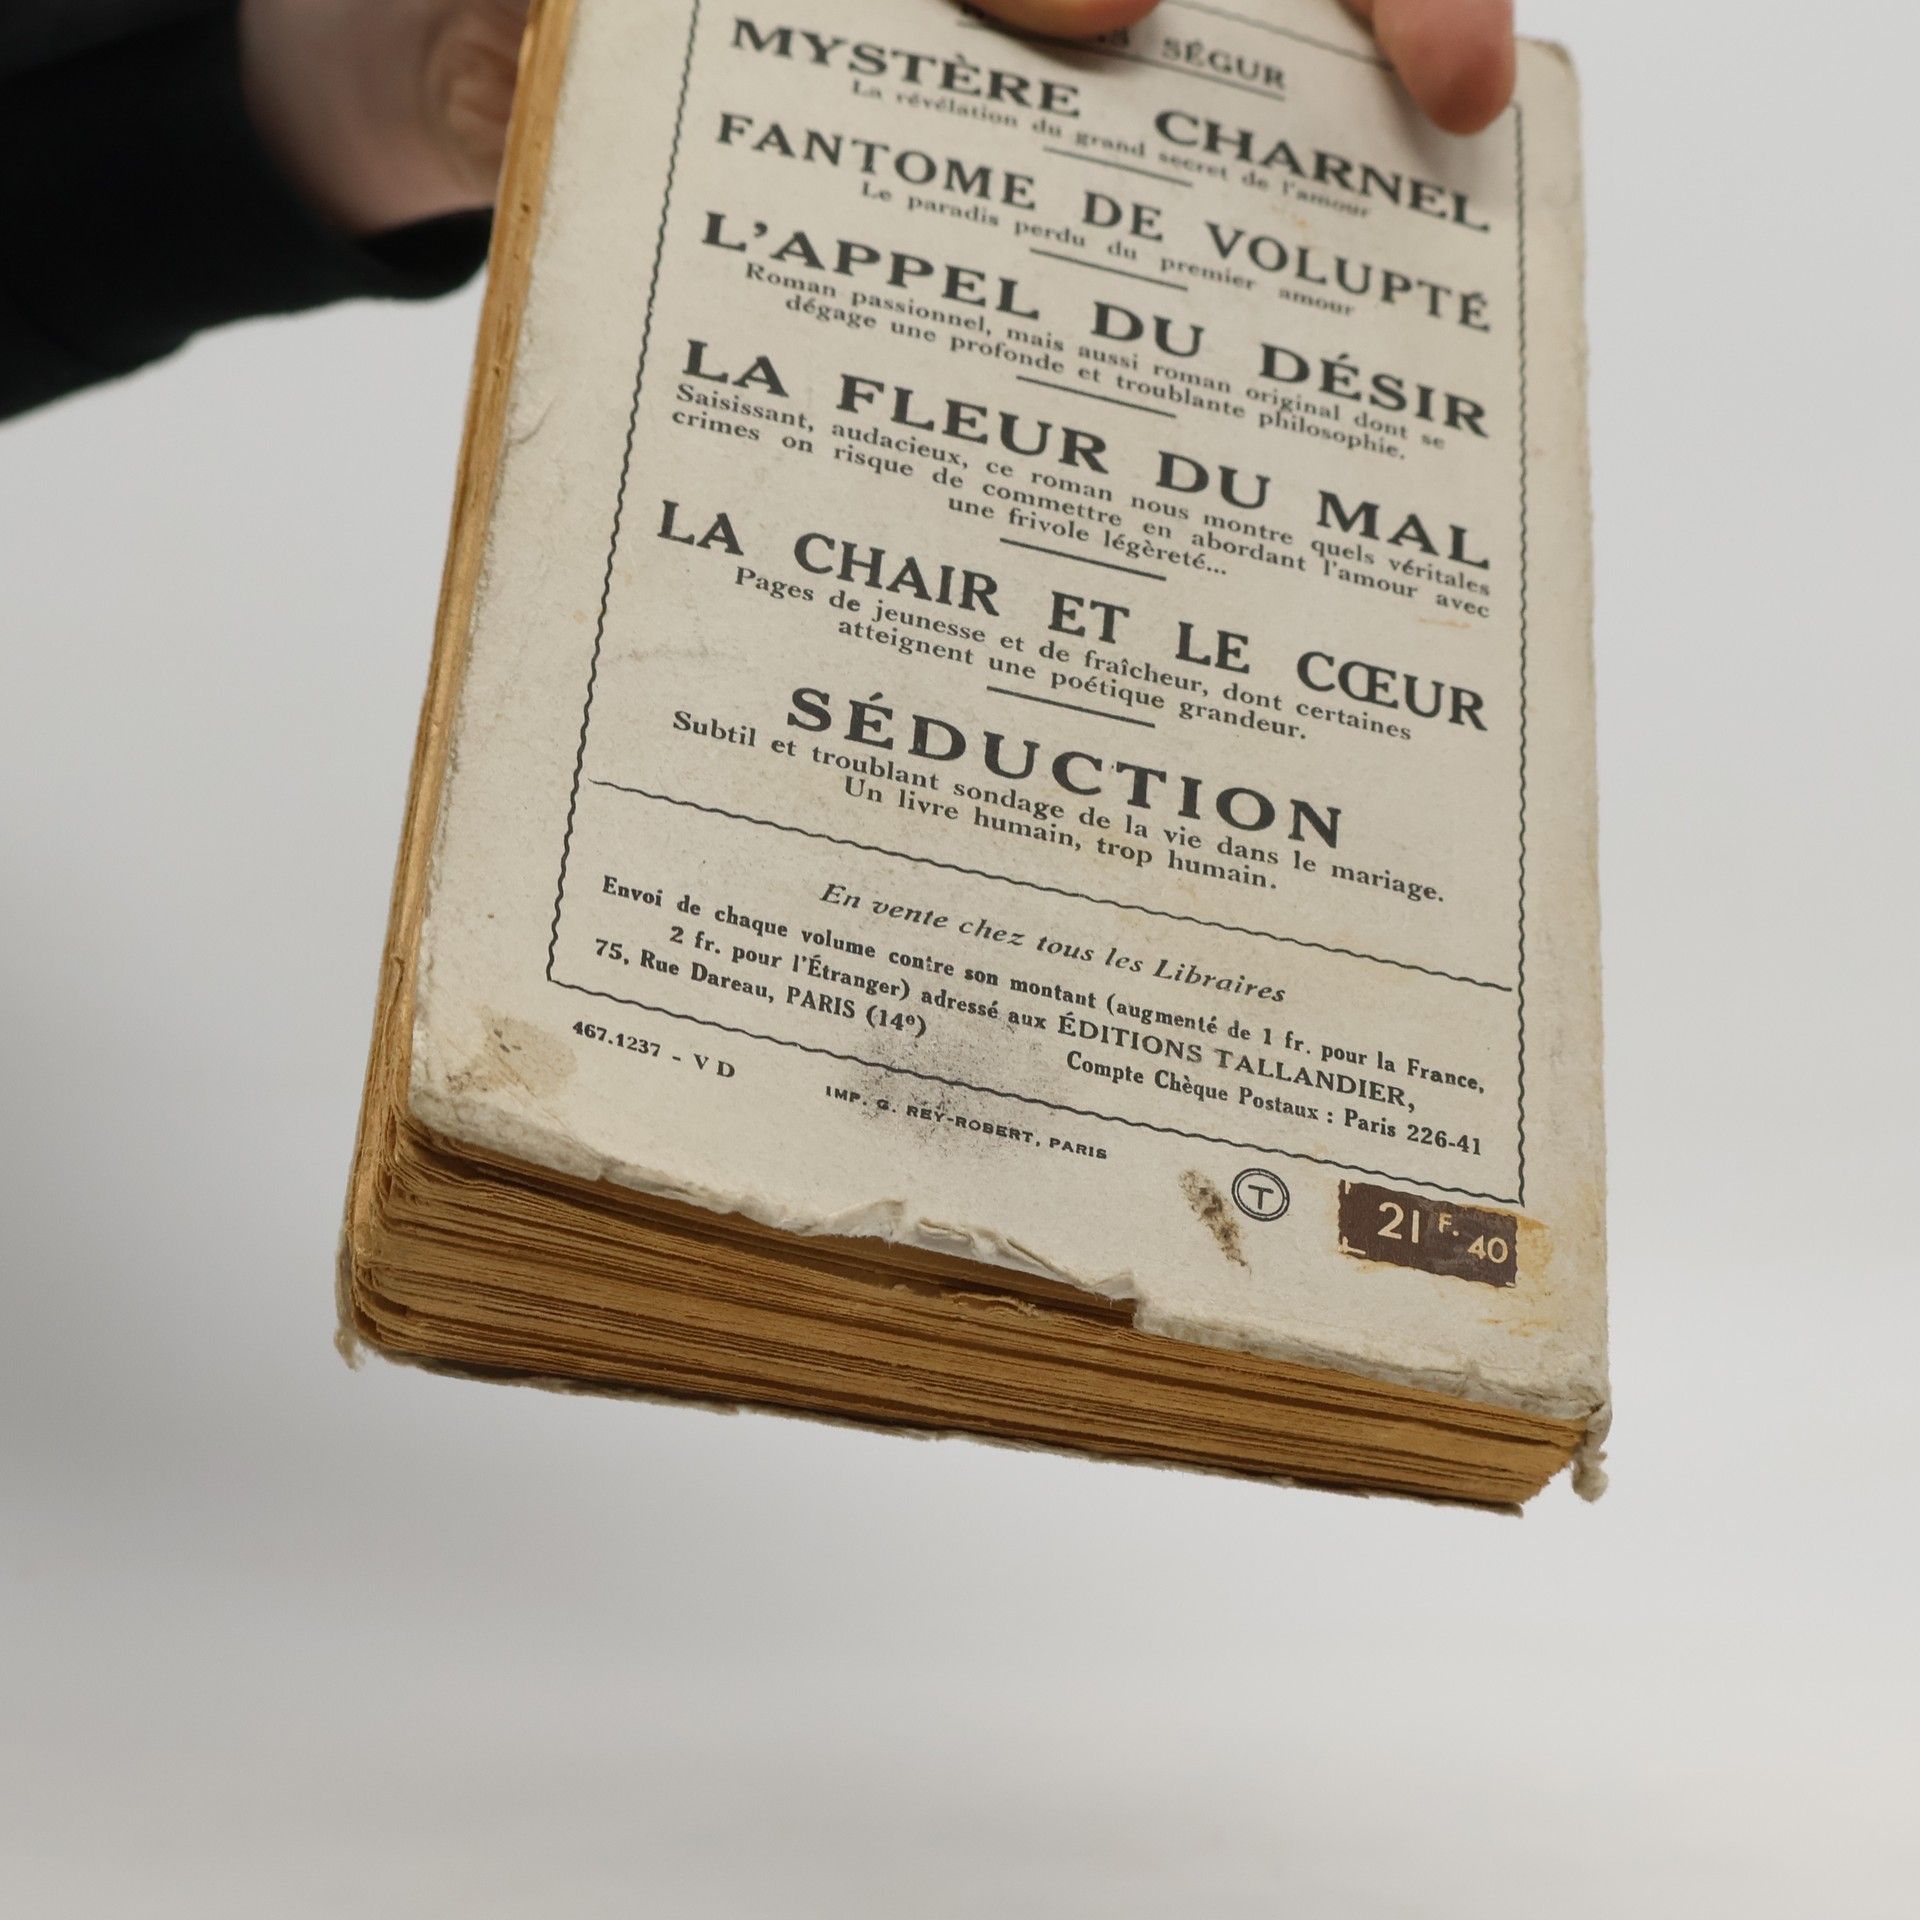 SÉGUR
MYSTÈRE CHARNEL
La révélation du grand secret de l'amour
FANTOME DE VOLUPTÉ
Le paradis perdu du premier amour
L'APPEL DU DÉSIR
Roman passionnel, mais aussi roman original dont se
dégage une profonde et troublante philosophie.
LA FLEUR DU MAL
Saisissant, audacieux, ce roman nous montre quels véritales
crimes on risque de commettre en abordant l'amour avec
une frivole légèreté...
LA CHAIR ET LE CŒUR
Pages de jeunesse et de fraîcheur, dont certaines
atteignent une poétique grandeur.
SÉDUCTION
Subtil et troublant sondage de la vie dans le mariage.
Un livre humain, trop humain.
En vente chez tous les Libraires
Envoi de chaque volume contre son montant (augmenté de 1 fr. pour la France,
2 fr. pour l'Étranger) adressé aux ÉDITIONS TALLANDIER,
75, Rue Dareau, PARIS (14e) Compte Chèque Postaux : Paris 226-41
467.1237 - V D
IMP. G. REY-ROBERT, PARIS
T
21 F. 40